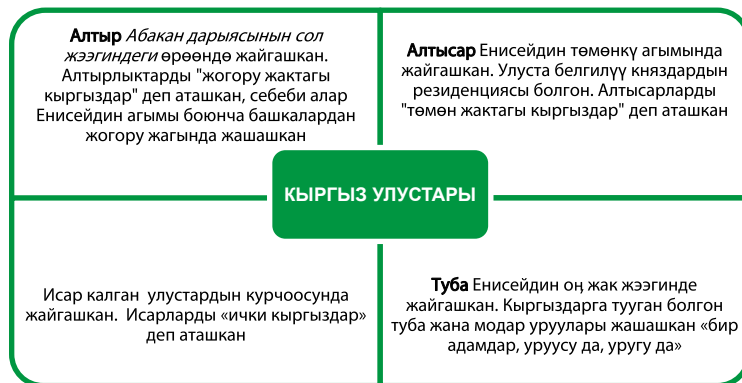 Алтыр Абакан дарыясынын сол
жээгиндеги өрөөндө жайгашкан.
Алтырлыктарды "жогору жактагы
кыргыздар" деп аташкан, себеби алар
Енисейдин агымы боюнча башкалардан
жогору жагында жашашкан
Алтысар Енисейдин төмөнкү агымында
жайгашкан. Улуста белгилүү княздардын
резиденциясы болгон. Алтысарларды
"төмөн жактагы кыргыздар" деп аташкан
КЫРГЫЗ УЛУСТАРЫ
Исар калган улустардын курчоосунда
жайгашкан. Исарларды «ички кыргыздар»
деп аташкан
Туба Енисейдин оң жак жээгинде
жайгашкан. Кыргыздарга тууган болгон
туба жана модар уруулары жашашкан «бир
адамдар, уруусу да, уругу да»